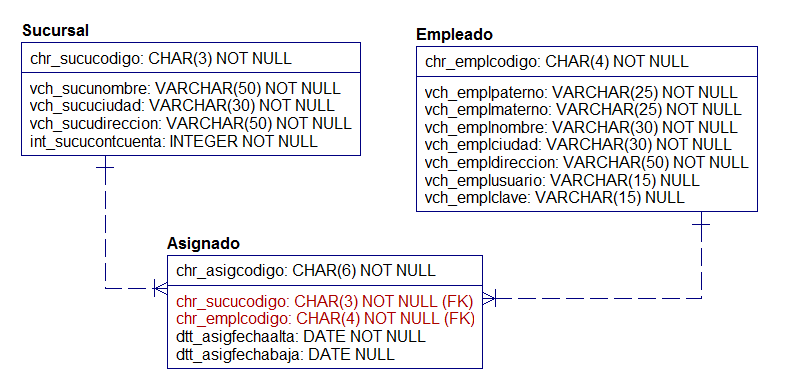 Sucursal
chr_sucucodigo: CHAR(3) NOT NULL
vch_sucunombre: VARCHAR(50) NOT NULL
vch_sucuciudad: VARCHAR(30) NOT NULL
vch_sucudireccion: VARCHAR(50) NOT NULL
int_sucucontcuenta: INTEGER NOT NULL
Empleado
chr_emplcodigo: CHAR(4) NOT NULL
vch_emplpaterno: VARCHAR(25) NOT NULL
vch_emplmaterno: VARCHAR(25) NOT NULL
vch_emplnombre: VARCHAR(30) NOT NULL
vch_emplciudad: VARCHAR(30) NOT NULL
vch_empldireccion: VARCHAR(50) NOT NULL
vch_emplusuario: VARCHAR(15) NULL
vch_emplclave: VARCHAR(15) NULL
Asignado
chr_asigcodigo: CHAR(6) NOT NULL
chr_sucucodigo: CHAR(3) NOT NULL (FK)
chr_emplcodigo: CHAR(4) NOT NULL (FK)
dtt_asigfechaalta: DATE NOT NULL
dtt_asigfechabaja: DATE NULL